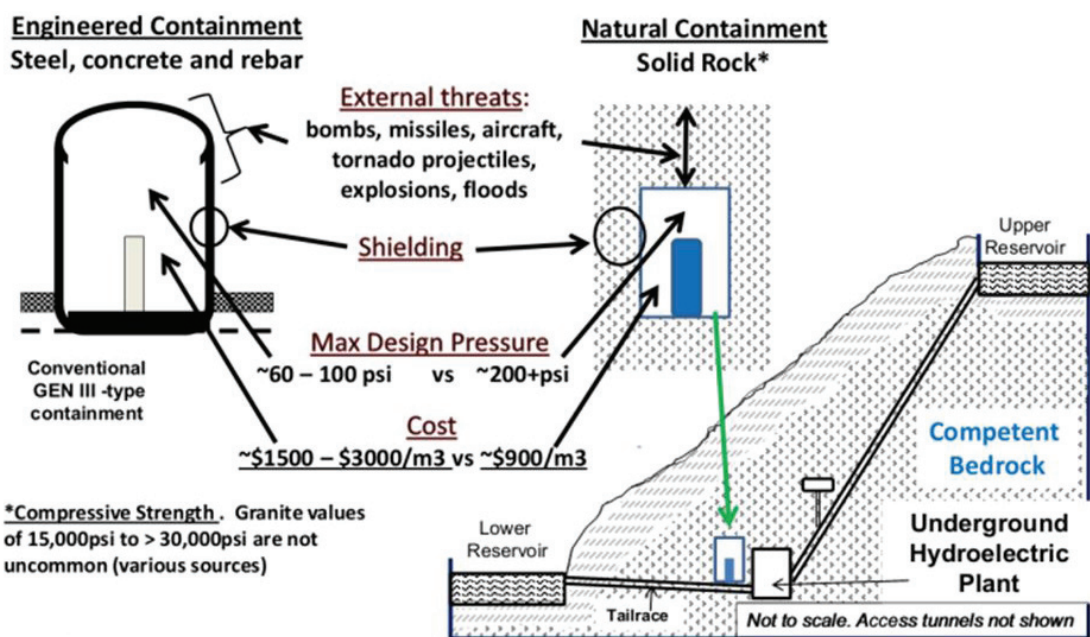 Engineered Containment
Steel, concrete and rebar
Natural Containment
Solid Rock*
External threats:
bombs, missiles, aircraft,
tornado projectiles,
explosions, floods
Shielding
Max Design Pressure
~60 – 100 psi vs ~200+psi
Cost
~$1500 – $3000/m3 vs ~$900/m3
Conventional
GEN III -type
containment
*Compressive Strength. Granite values
of 15,000psi to > 30,000psi are not
uncommon (various sources)
Upper
Reservoir
Competent
Bedrock
Lower
Reservoir
Underground
Hydroelectric
Plant
Tailrace
Not to scale. Access tunnels not shown